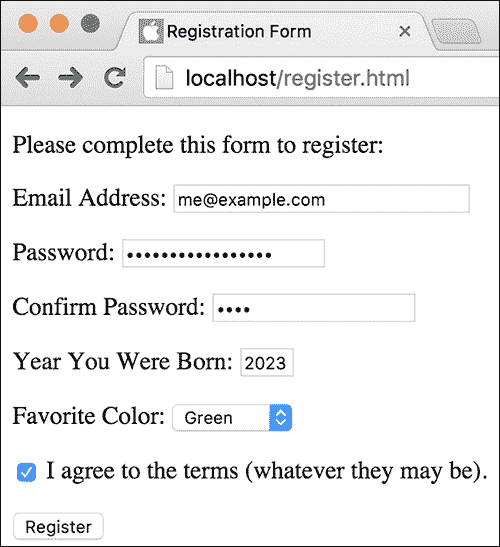 Registration Form
localhost/register.html
Please complete this form to register:
Email Address: me@example.com
Password: •••••••••••••••••
Confirm Password: ••••
Year You Were Born: 2023
Favorite Color: Green
I agree to the terms (whatever they may be).
Register